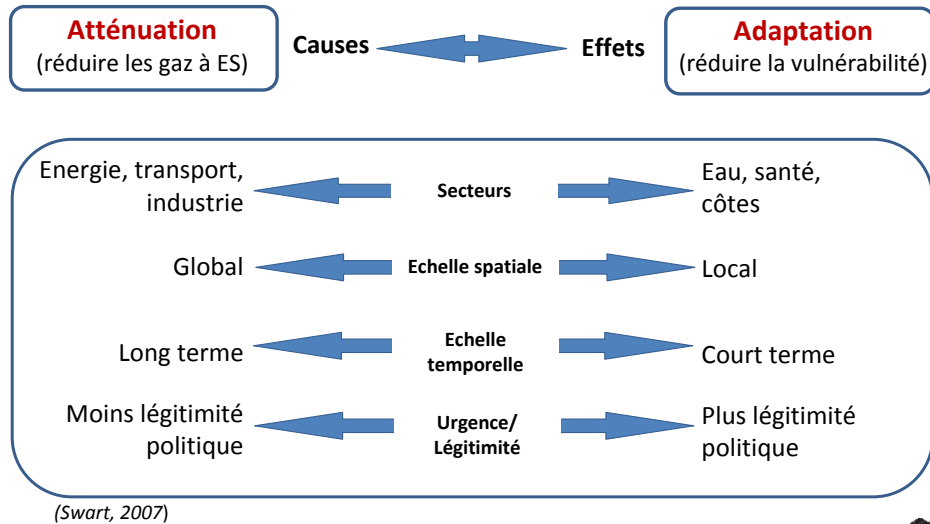 Atténuation
(réduire les gaz à ES)
Causes
Effets
Adaptation
(réduire la vulnérabilité)
Energie, transport,
industrie
Secteurs
Eau, santé,
côtes
Global
Echelle spatiale
Local
Long terme
Echelle
temporelle
Court terme
Moins légitimité
politique
Urgence/
Légitimité
Plus légitimité
politique
(Swart, 2007)